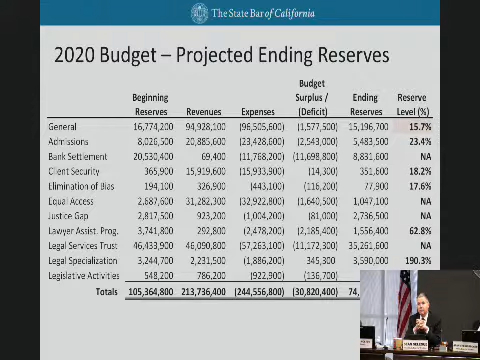 The State Bar of California
2020 Budget – Projected Ending Reserves
Beginning Reserves Revenues Expenses Budget Surplus / (Deficit) Ending Reserves Reserve Level (%)
General 16,774,200 94,928,100 (96,505,600) (1,577,500) 15,196,700 15.7%
Admissions 8,026,500 20,885,600 (23,428,600) (2,543,000) 5,483,500 23.4%
Bank Settlement 20,530,400 69,400 (11,768,200) (11,698,800) 8,831,600 NA
Client Security 365,900 15,919,600 (15,933,900) (14,300) 351,600 18.2%
Elimination of Bias 194,100 326,900 (443,100) (116,200) 77,900 17.6%
Equal Access 2,687,600 31,282,300 (32,922,800) (1,640,500) 1,047,100 NA
Justice Gap 2,817,500 923,200 (1,004,200) (81,000) 2,736,500 NA
Lawyer Assist. Prog. 3,741,800 292,800 (2,478,200) (2,185,400) 1,556,400 62.8%
Legal Services Trust 46,433,900 46,090,800 (57,263,100) (11,172,300) 35,261,600 NA
Legal Specialization 3,244,700 2,231,500 (1,886,200) 345,300 3,590,000 190.3%
Legislative Activities 548,200 786,200 (922,900) (136,700)
Totals 105,364,800 213,736,400 (244,556,800) (30,820,400) 74,